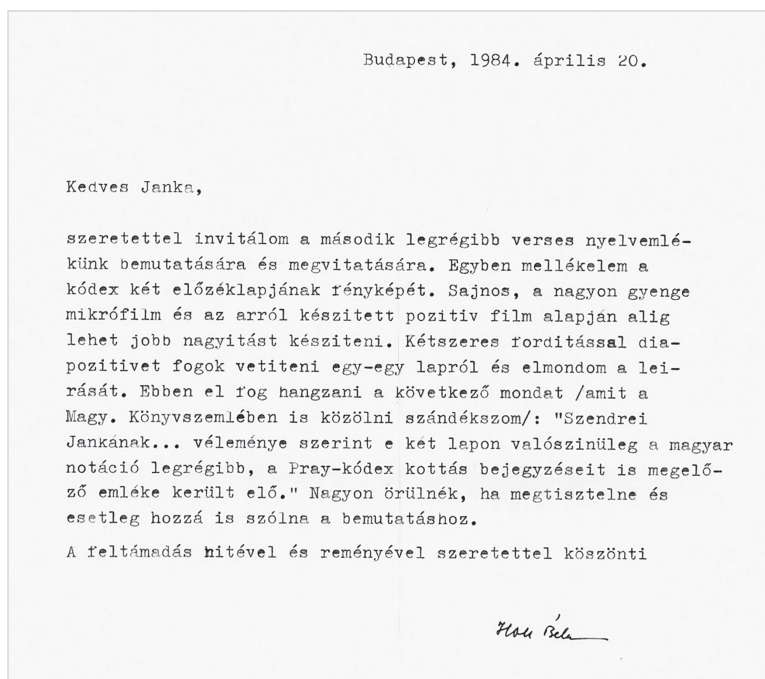 Budapest, 1984. április 20.
Kedves Janka,
szeretettel invitálom a második legrégibb verses nyelvemlé-
künk bemutatására és megvitatására. Egyben mellékelem a
kódex két előzéklapjának fényképét. Sajnos, a nagyon gyenge
mikrófilm és az arról készitett pozitiv film alapján alig
lehet jobb nagyitást késziteni. Kétszeres forditással dia-
pozitivet fogok vetiteni egy-egy lapról és elmondom a lei-
rását. Ebben el fog hangzani a következő mondat /amit a
Magy. Könyvszemlében is közölni szándékszom/: "Szendrei
Jankának... véleménye szerint e két lapon valószinüleg a magyar
notáció legrégibb, a Pray-kódex kottás bejegyzéseit is megelő-
ző emléke került elő." Nagyon örülnék, ha megtisztelne és
esetleg hozzá is szólna a bemutatáshoz.
A feltámadás hitével és reményével szeretettel köszönti
Holl Béla